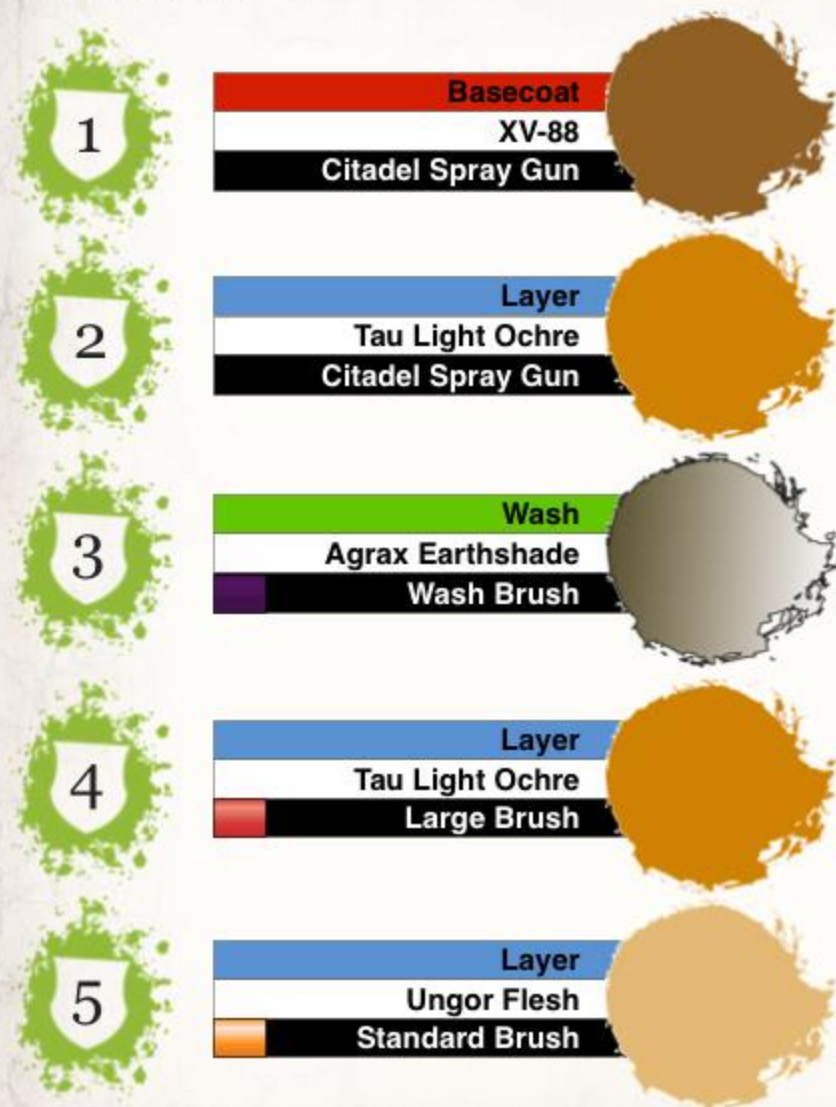 1
Basecoat
XV-88
Citadel Spray Gun
2
Layer
Tau Light Ochre
Citadel Spray Gun
3
Wash
Agrax Earthshade
Wash Brush
4
Layer
Tau Light Ochre
Large Brush
5
Layer
Ungor Flesh
Standard Brush